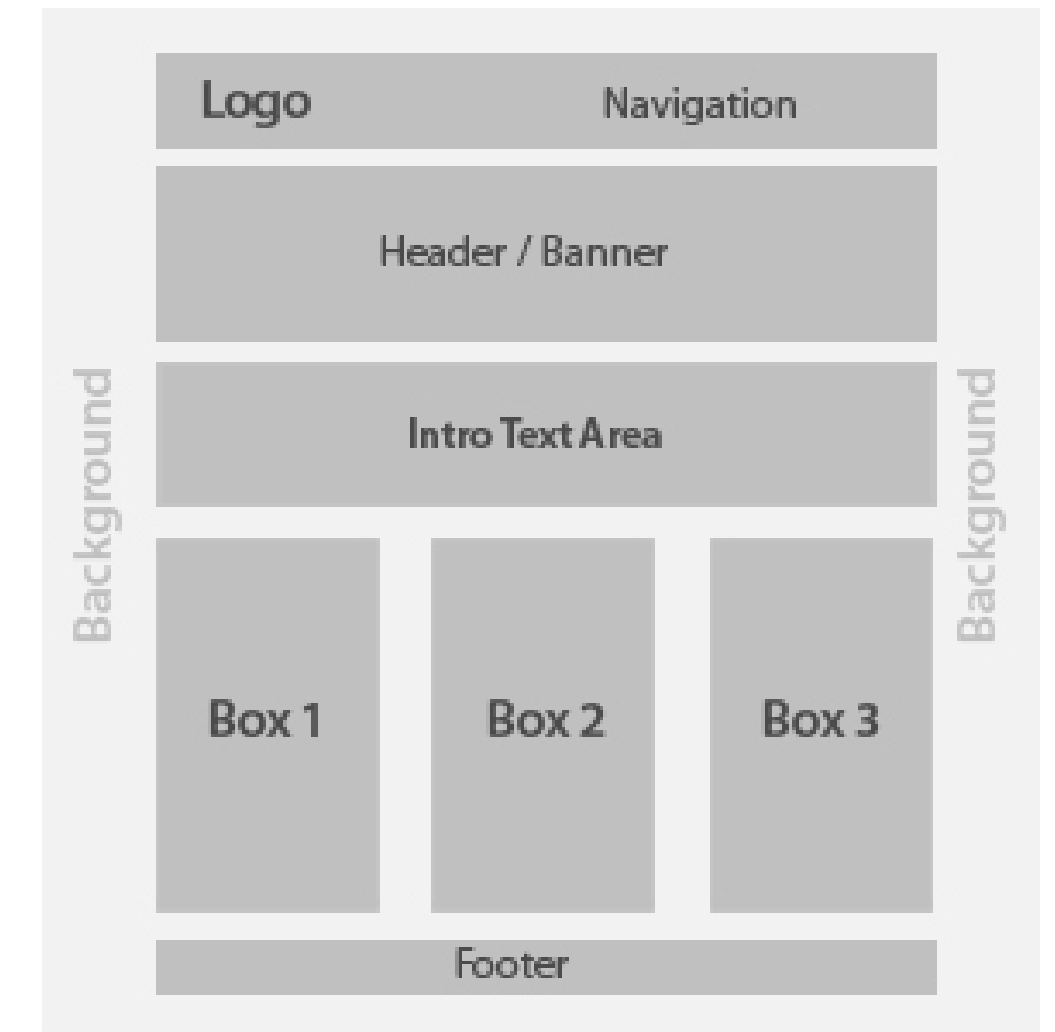 Logo
Navigation
Header / Banner
Background
Intro Text Area
Background
Box 1
Box 2
Box 3
Footer